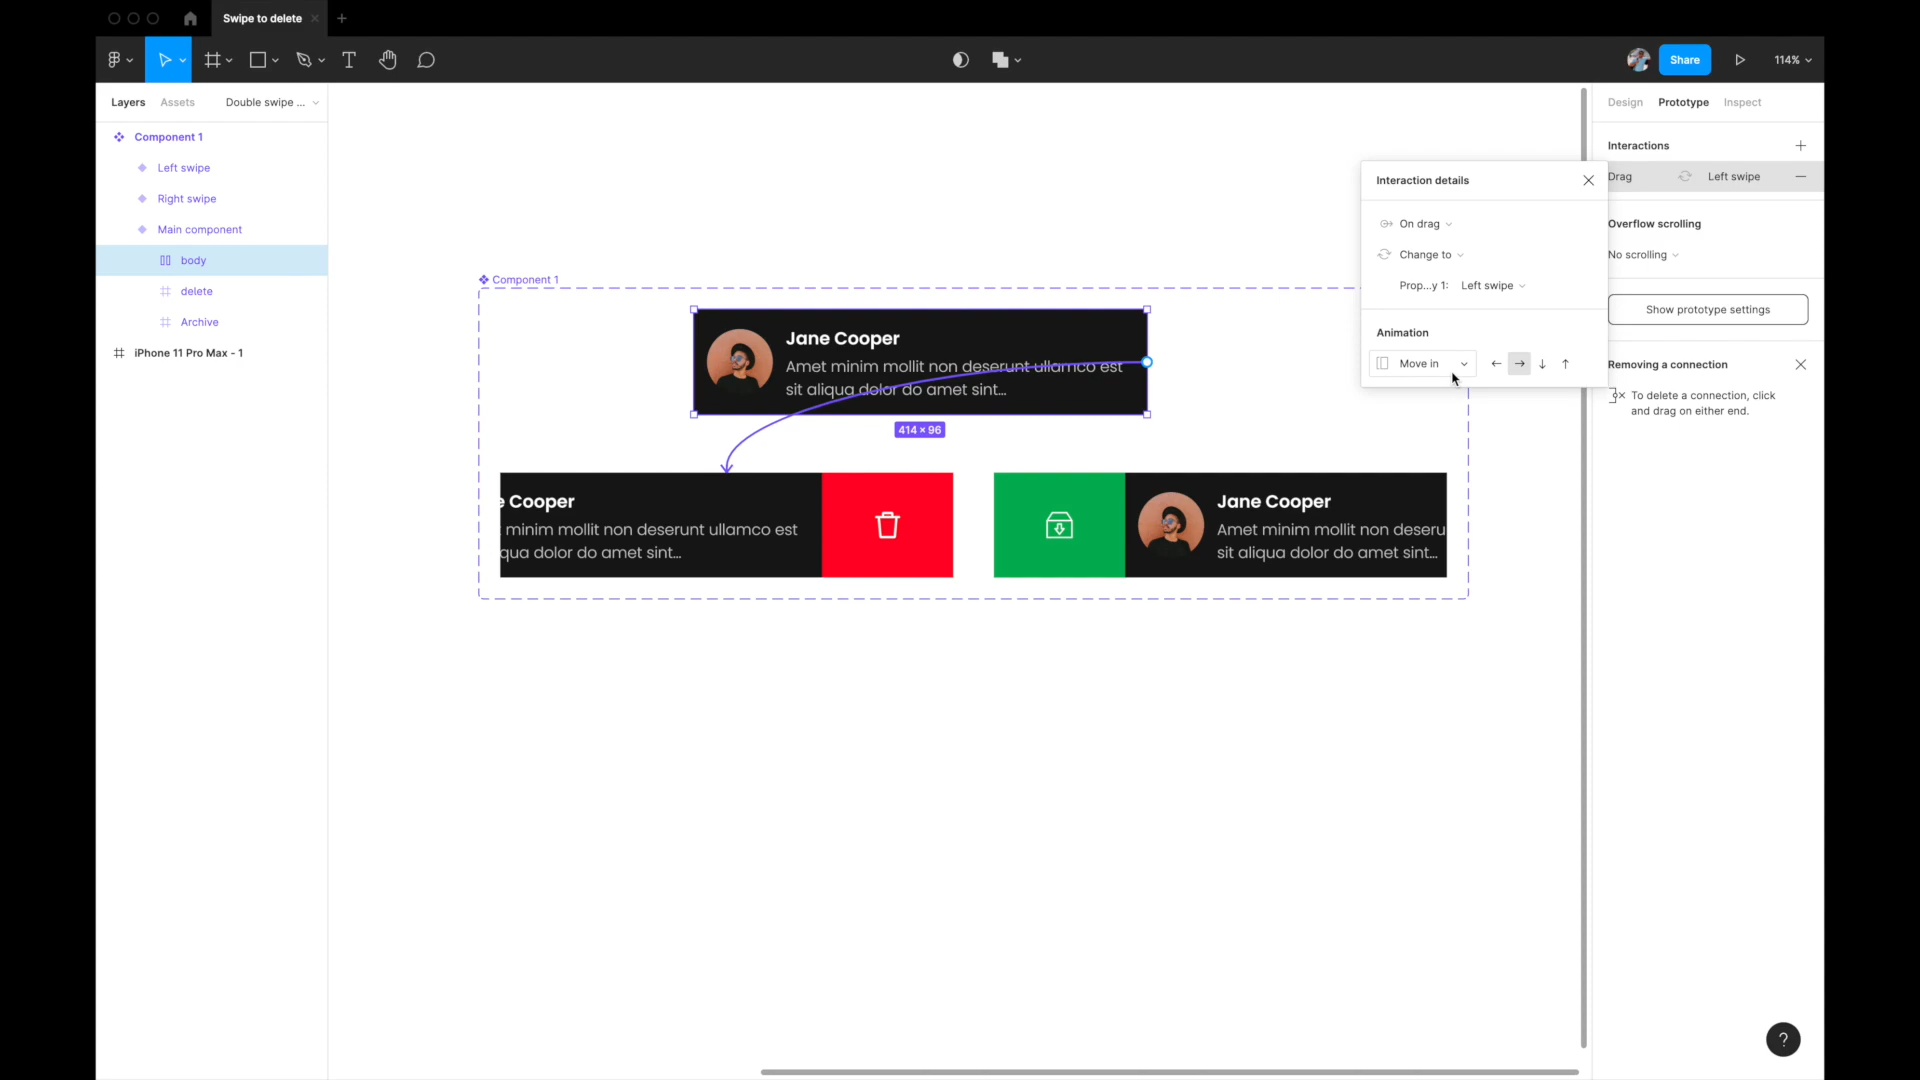 Swipe to delete
Share
114%
Layers
Assets
Double swipe ...
Component 1
Left swipe
Right swipe
Main component
body
delete
Archive
iPhone 11 Pro Max - 1
Component 1
Jane Cooper
Amet minim mollit non deserunt ullamco est
sit aliqua dolor do amet sint...
414 × 96
e Cooper
minim mollit non deserunt ullamco est
qua dolor do amet sint...
Jane Cooper
Amet minim mollit non deseru
sit aliqua dolor do amet sint...
Interaction details
On drag
Change to
Prop...y 1: Left swipe
Animation
Move in
Design
Prototype
Inspect
Interactions
Drag
Left swipe
Overflow scrolling
No scrolling
Show prototype settings
Removing a connection
To delete a connection, click
and drag on either end.
?